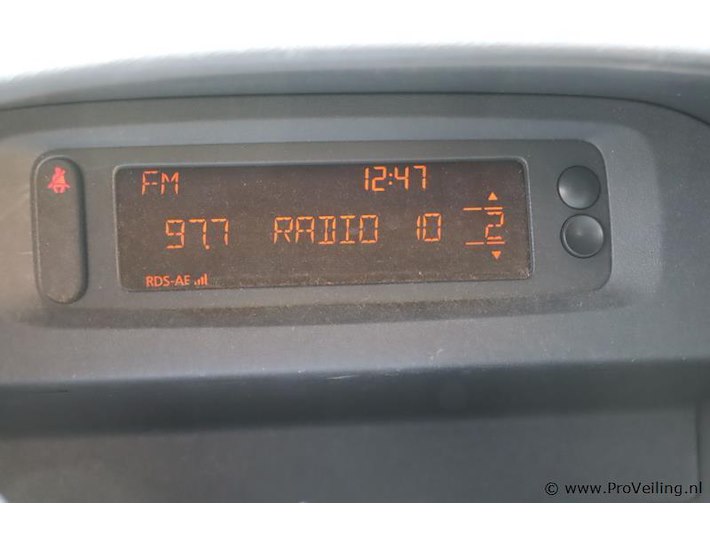 FM 12:47
97.7 RADIO 10 2
RDS-AF
© www.ProVeiling.nl